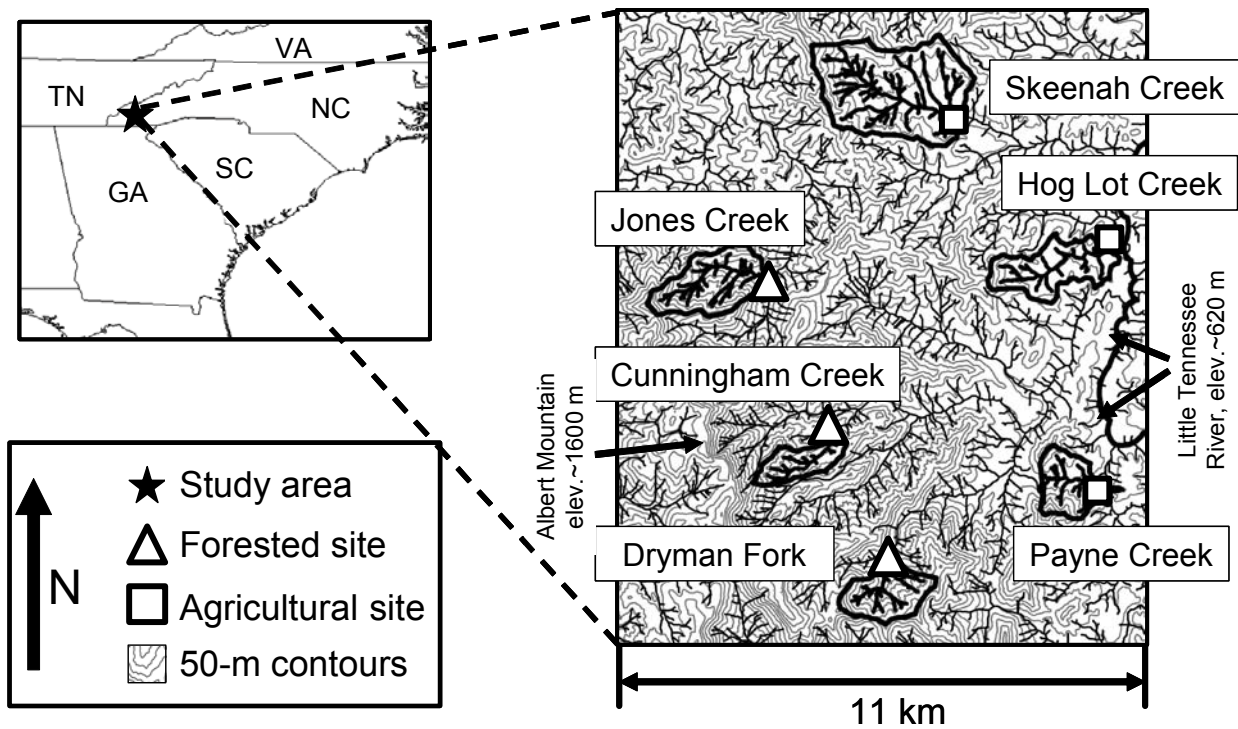 VA
TN
NC
SC
GA
Study area
Forested site
Agricultural site
50-m contours
N
Skeenah Creek
Hog Lot Creek
Jones Creek
Cunningham Creek
Albert Mountain
elev.~1600 m
Little Tennessee
River, elev.~620 m
Dryman Fork
Payne Creek
11 km